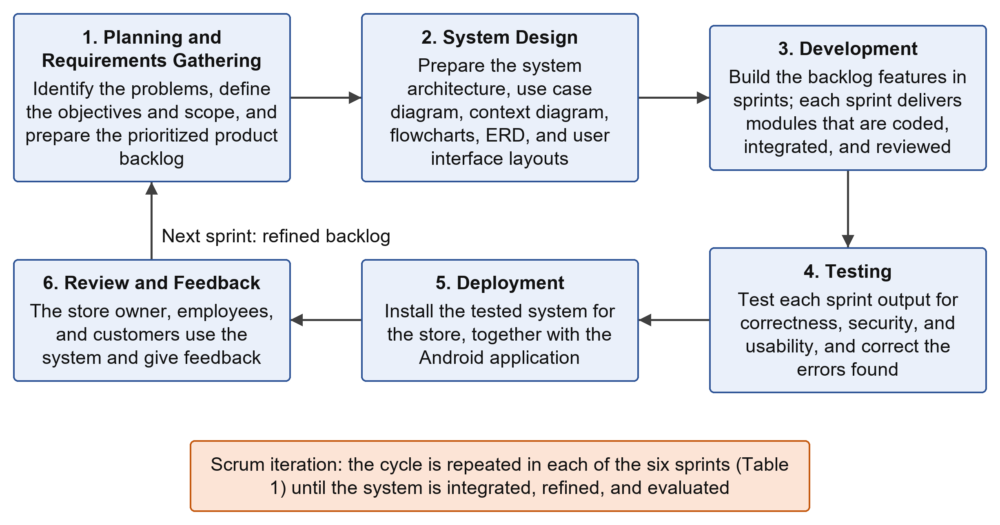 1. Planning and
Requirements Gathering
Identify the problems, define
the objectives and scope, and
prepare the prioritized product
backlog
2. System Design
Prepare the system
architecture, use case
diagram, context diagram,
flowcharts, ERD, and user
interface layouts
3. Development
Build the backlog features in
sprints; each sprint delivers
modules that are coded,
integrated, and reviewed
Next sprint: refined backlog
4. Testing
Test each sprint output for
correctness, security, and
usability, and correct the
errors found
5. Deployment
Install the tested system for
the store, together with the
Android application
6. Review and Feedback
The store owner, employees,
and customers use the
system and give feedback
Scrum iteration: the cycle is repeated in each of the six sprints (Table
1) until the system is integrated, refined, and evaluated